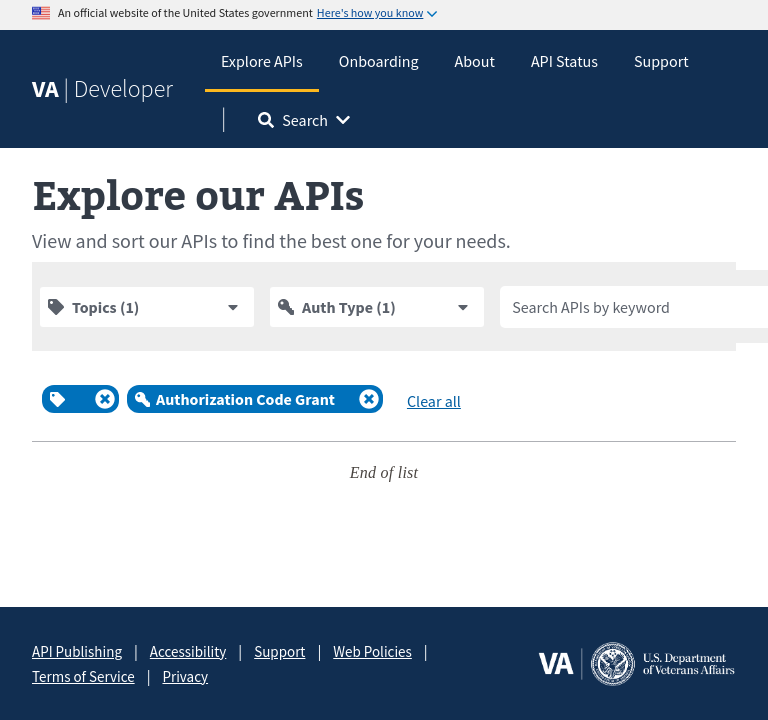 An official website of the United States government Here's how you know
VA | Developer
Explore APIs Onboarding About API Status Support
Search
Explore our APIs
View and sort our APIs to find the best one for your needs.
Topics (1) Auth Type (1) Search APIs by keyword
Authorization Code Grant Clear all
End of list
API Publishing | Accessibility | Support | Web Policies |
Terms of Service | Privacy
VA | U.S. Department
of Veterans Affairs